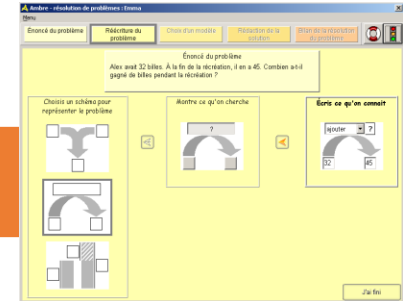 Ambre - résolution de problèmes : Emma
Menu
Énoncé du problème
Réécriture du
problème
Choix d'un modèle
Rédaction de la
solution
Bilan de la résolution
du problème
Énoncé du problème
Alex avait 32 billes. À la fin de la récréation, il en a 45. Combien a-t-il
gagné de billes pendant la récréation ?
Choisis un schéma pour
représenter le problème
Montre ce qu'on cherche
?
Ecris ce qu'on connait
ajouter ?
32 45
J'ai fini